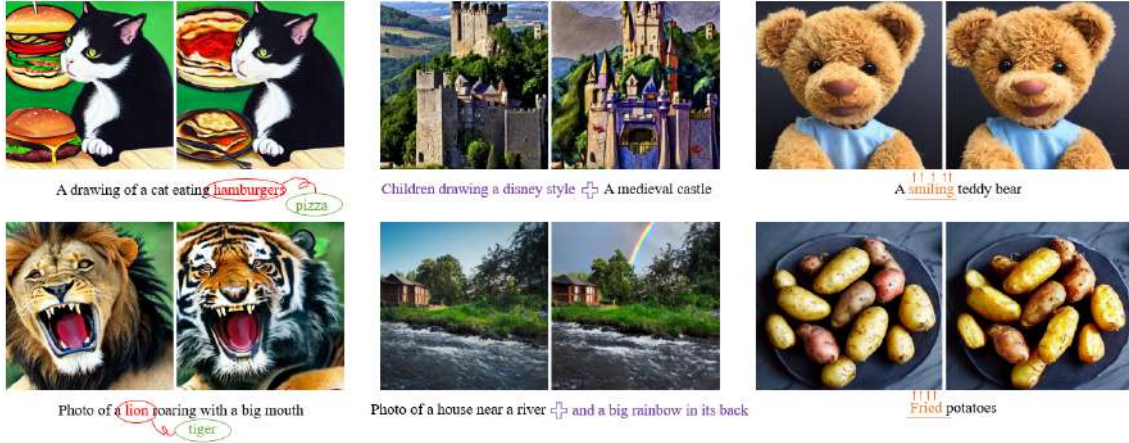 A drawing of a cat eating hamburgers
pizza
Children drawing a disney style A medieval castle
A smiling teddy bear
Photo of a lion roaring with a big mouth
tiger
Photo of a house near a river and a big rainbow in its back
Fried potatoes